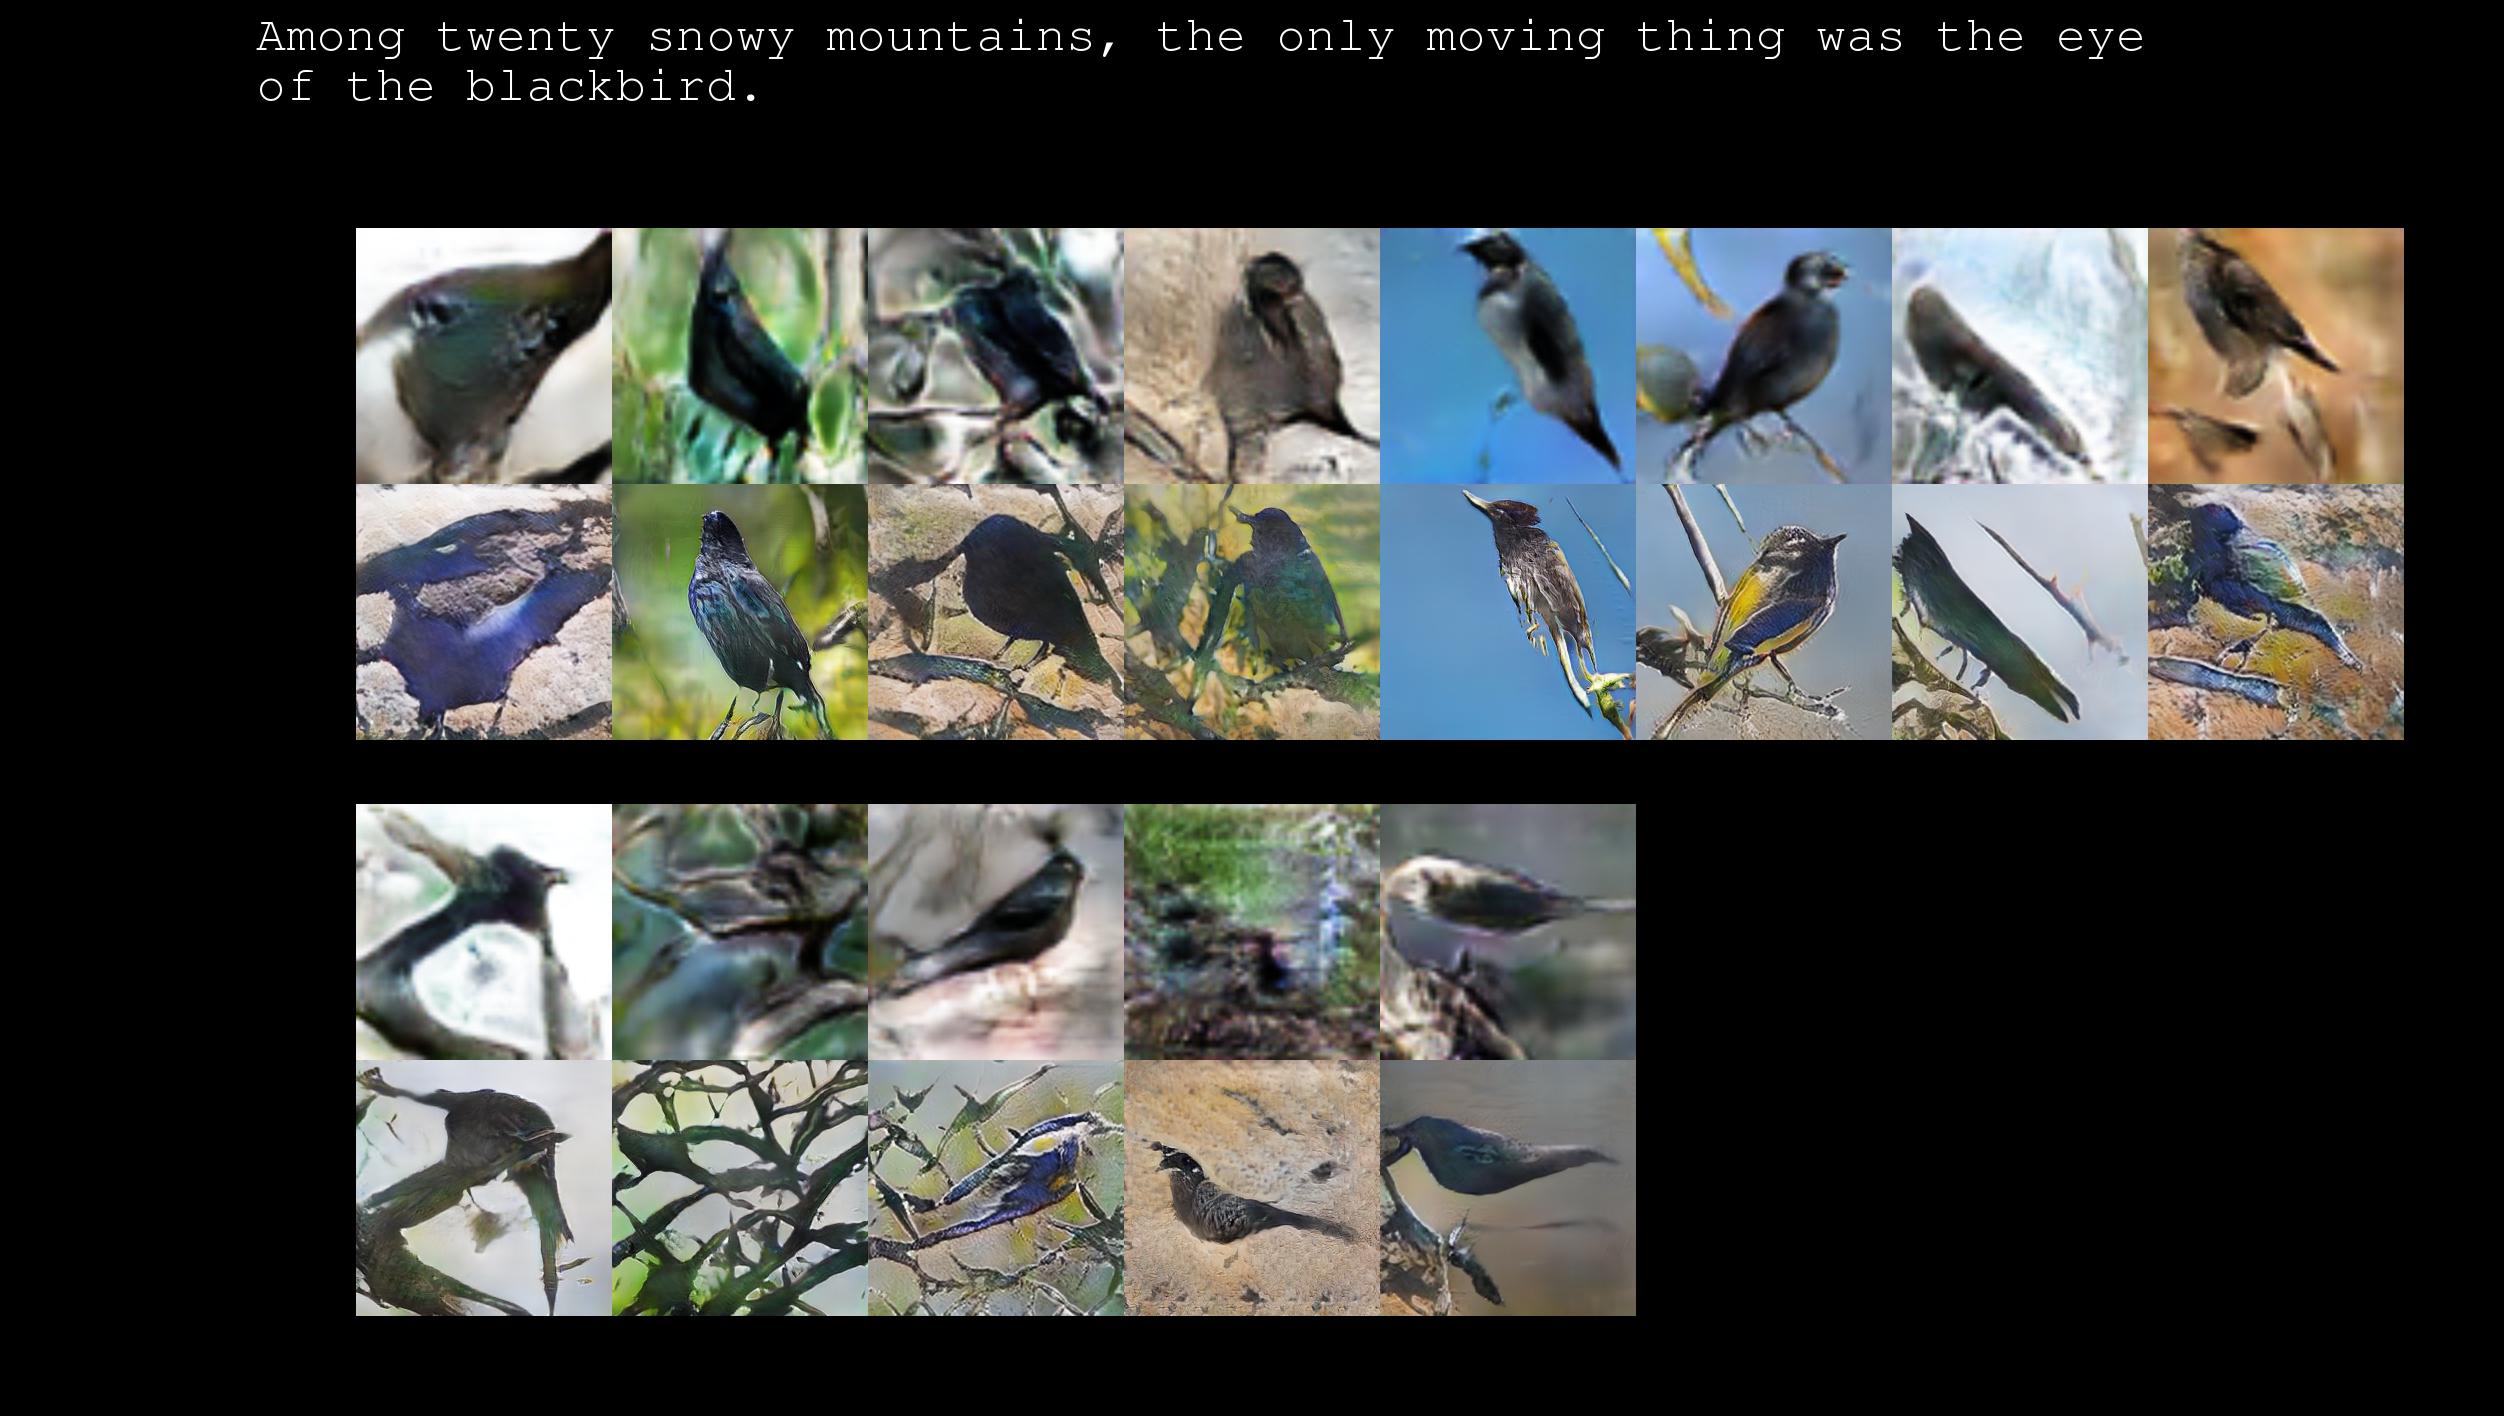 Among twenty snowy mountains, the only moving thing was the eye
of the blackbird.